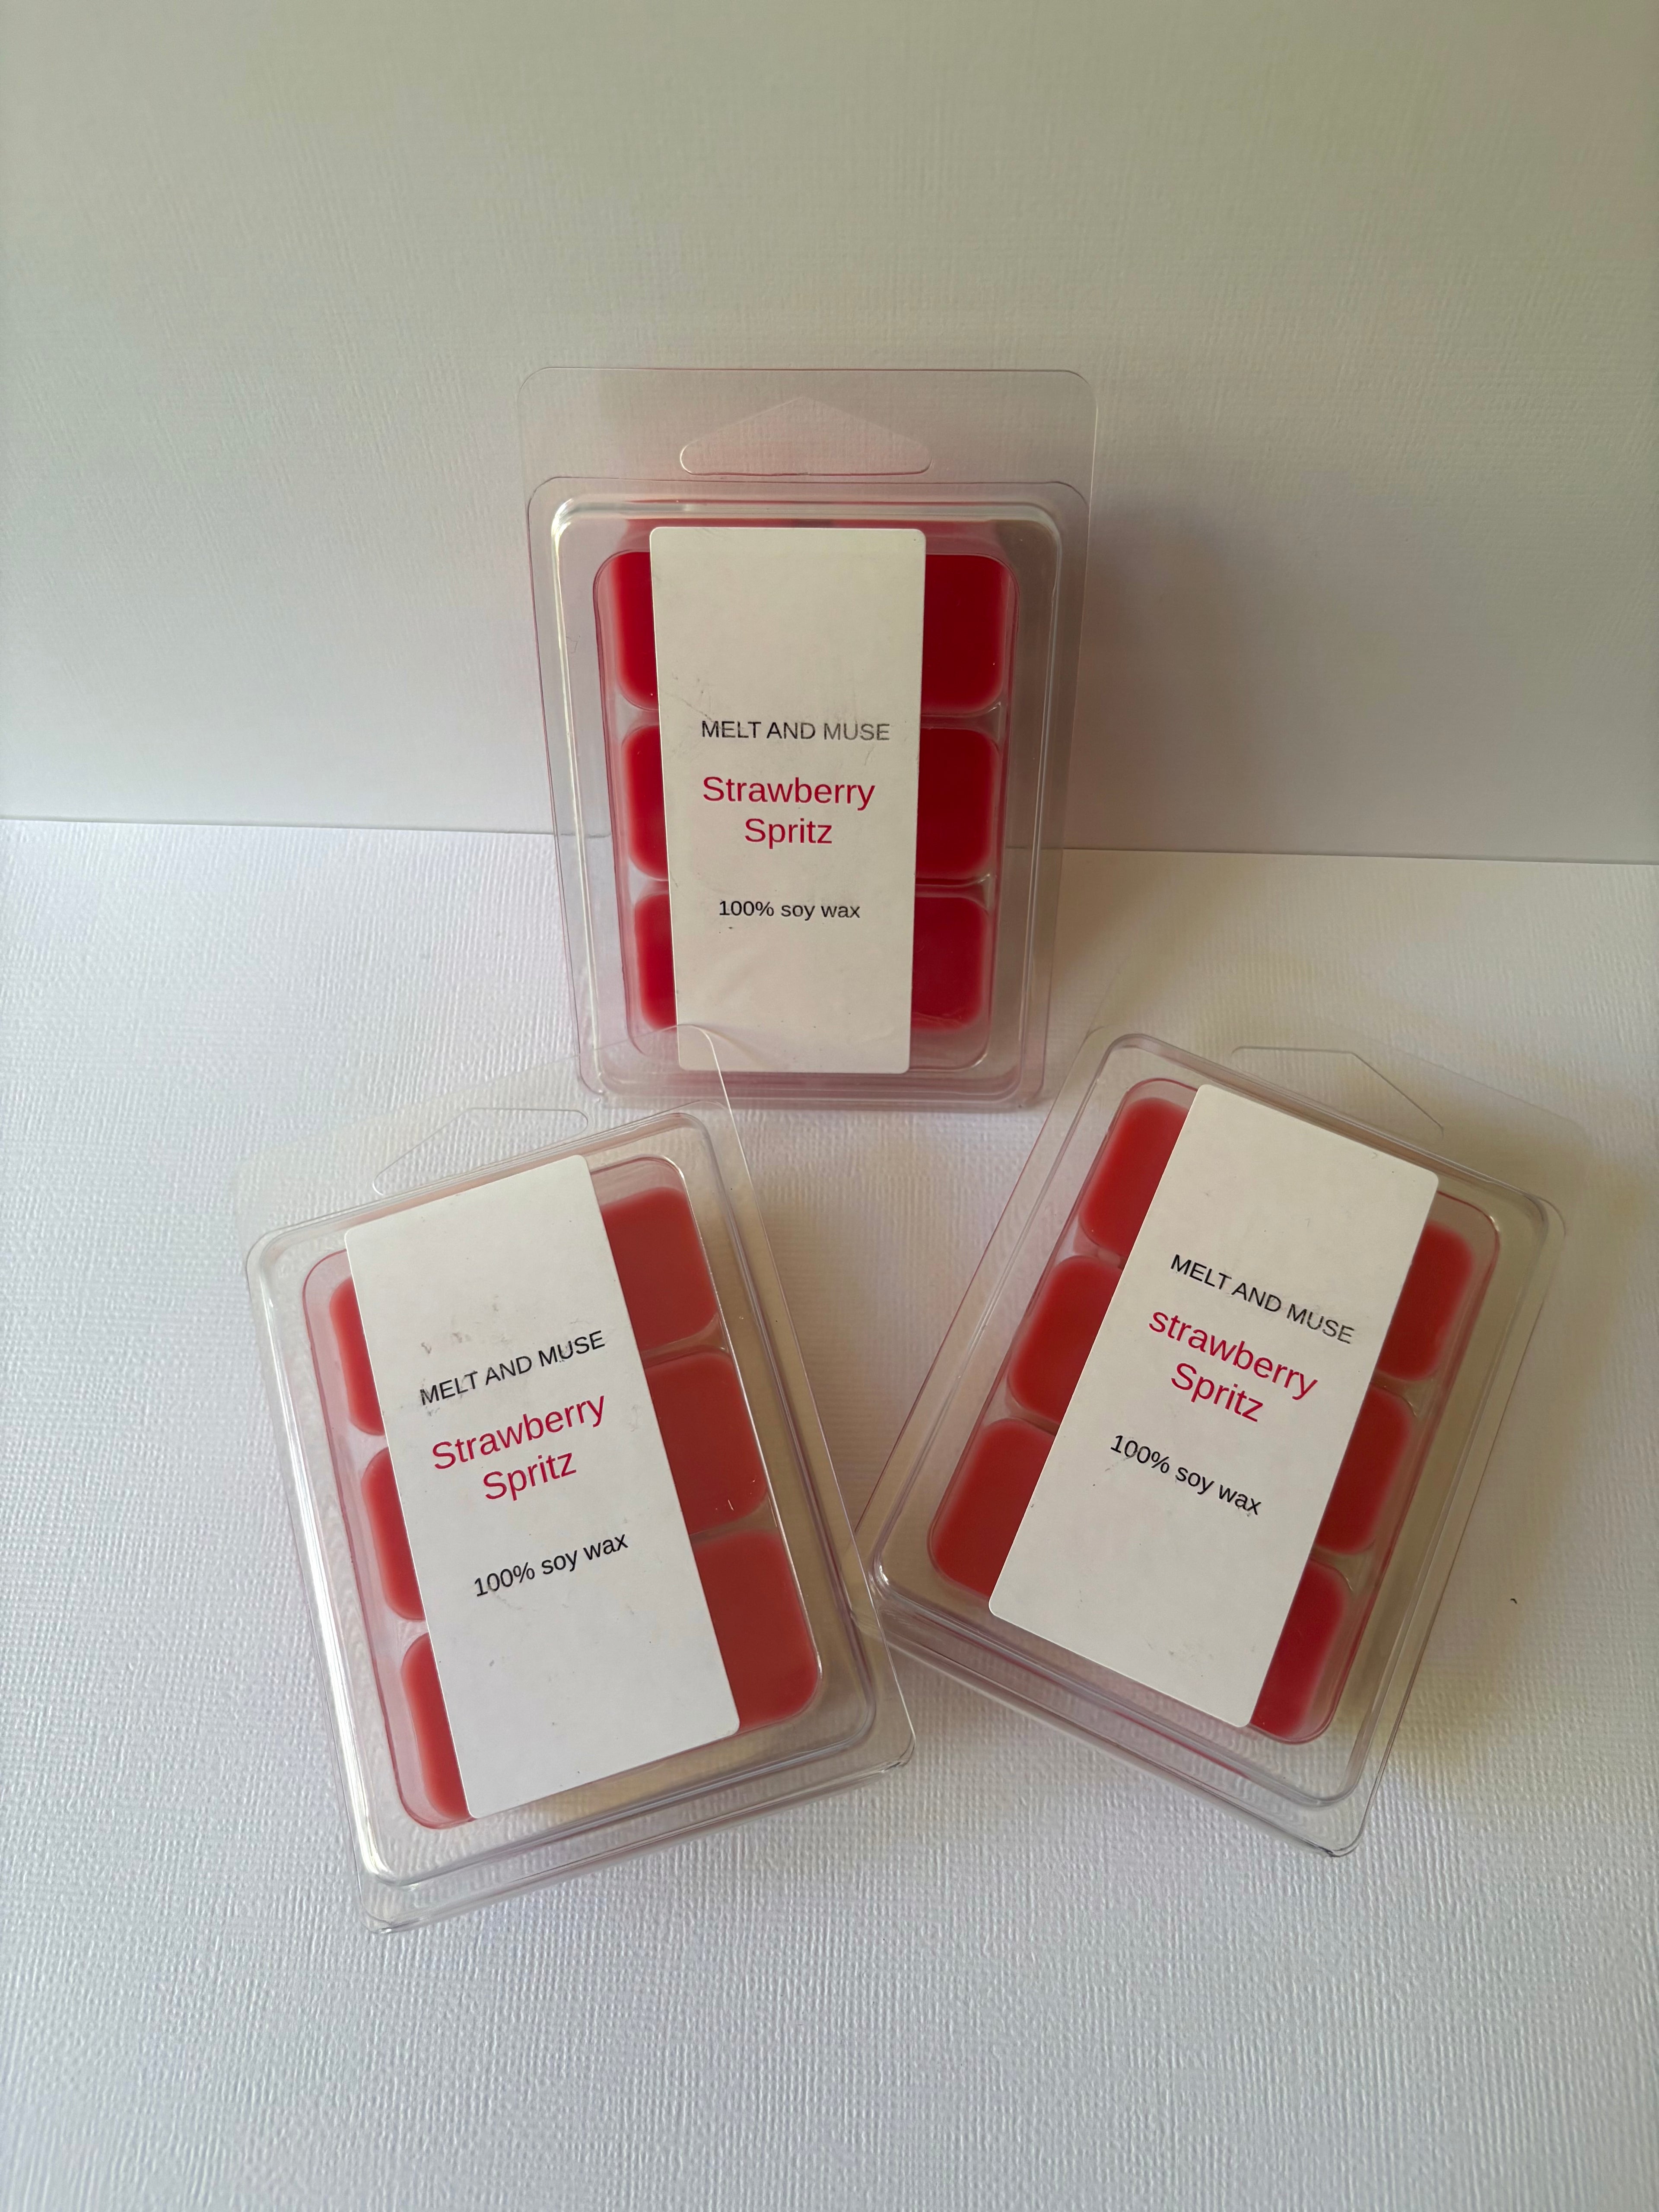 MELT AND MUSE
Strawberry
Spritz
100% soy wax
MELT AND MUSE
Strawberry
Spritz
100% soy wax
MELT AND MUSE
strawberry
Spritz
100% soy wax